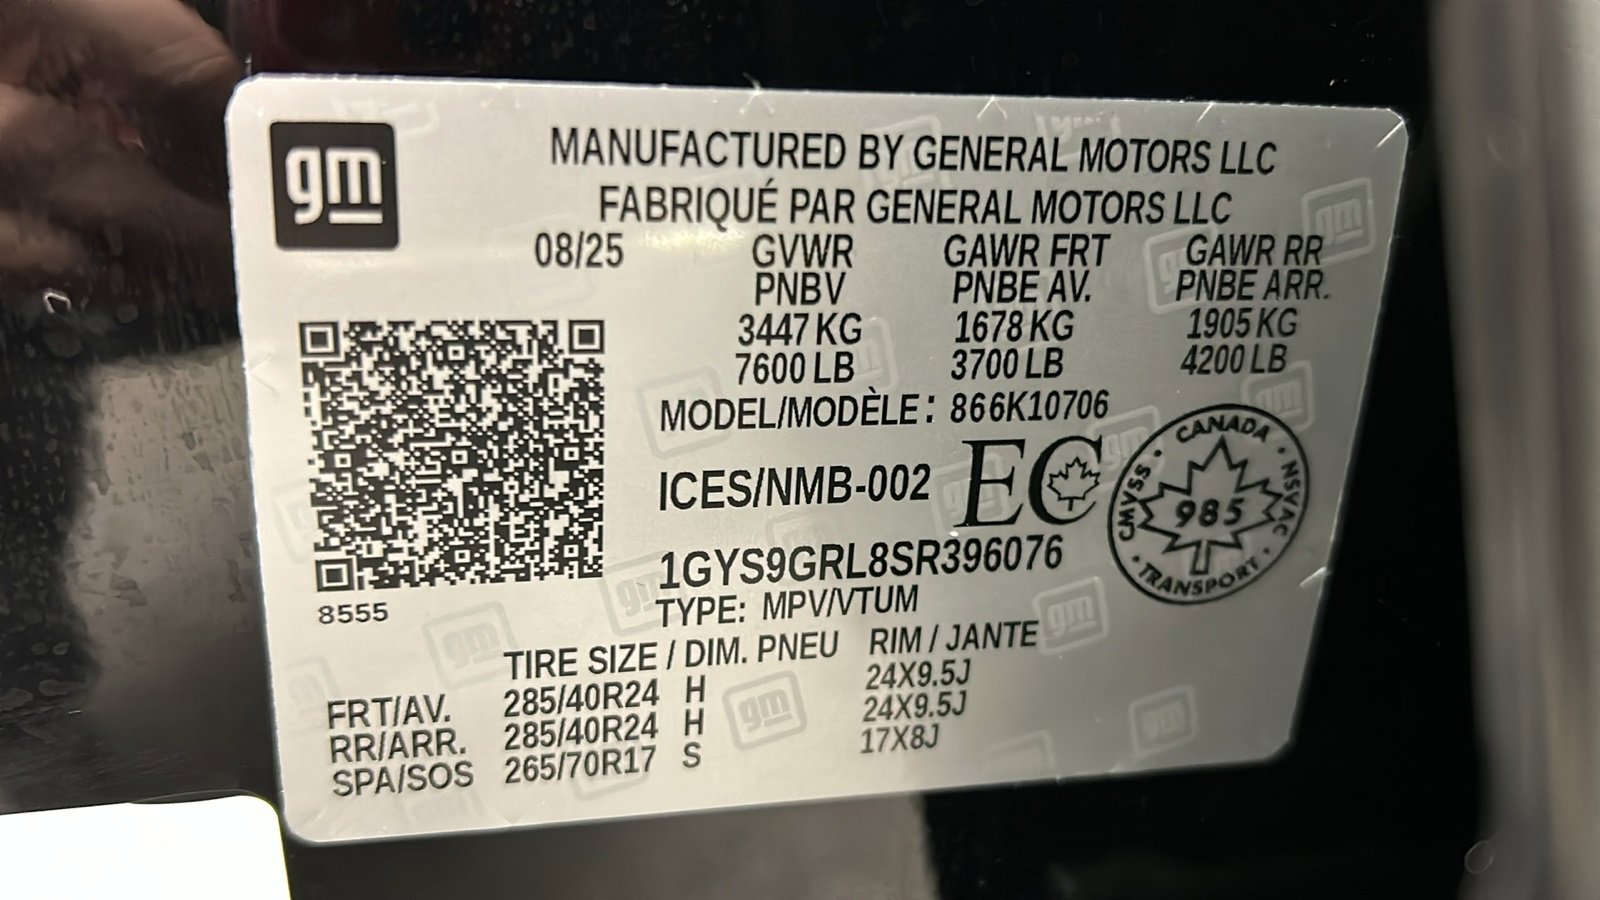 gm
MANUFACTURED BY GENERAL MOTORS LLC
FABRIQUÉ PAR GENERAL MOTORS LLC
08/25 GVWR GAWR FRT GAWR RR
PNBV PNBE AV. PNBE ARR.
3447 KG 1678 KG 1905 KG
7600 LB 3700 LB 4200 LB
MODEL/MODÈLE: 866K10706
ICES/NMB-002 EC
CANADA · NSVAC · TRANSPORT · CMVSS ·
985
1GYS9GRL8SR396076
8555 TYPE: MPV/VTUM
TIRE SIZE / DIM. PNEU RIM / JANTE
FRT/AV. 285/40R24 H 24X9.5J
RR/ARR. 285/40R24 H 24X9.5J
SPA/SOS 265/70R17 S 17X8J